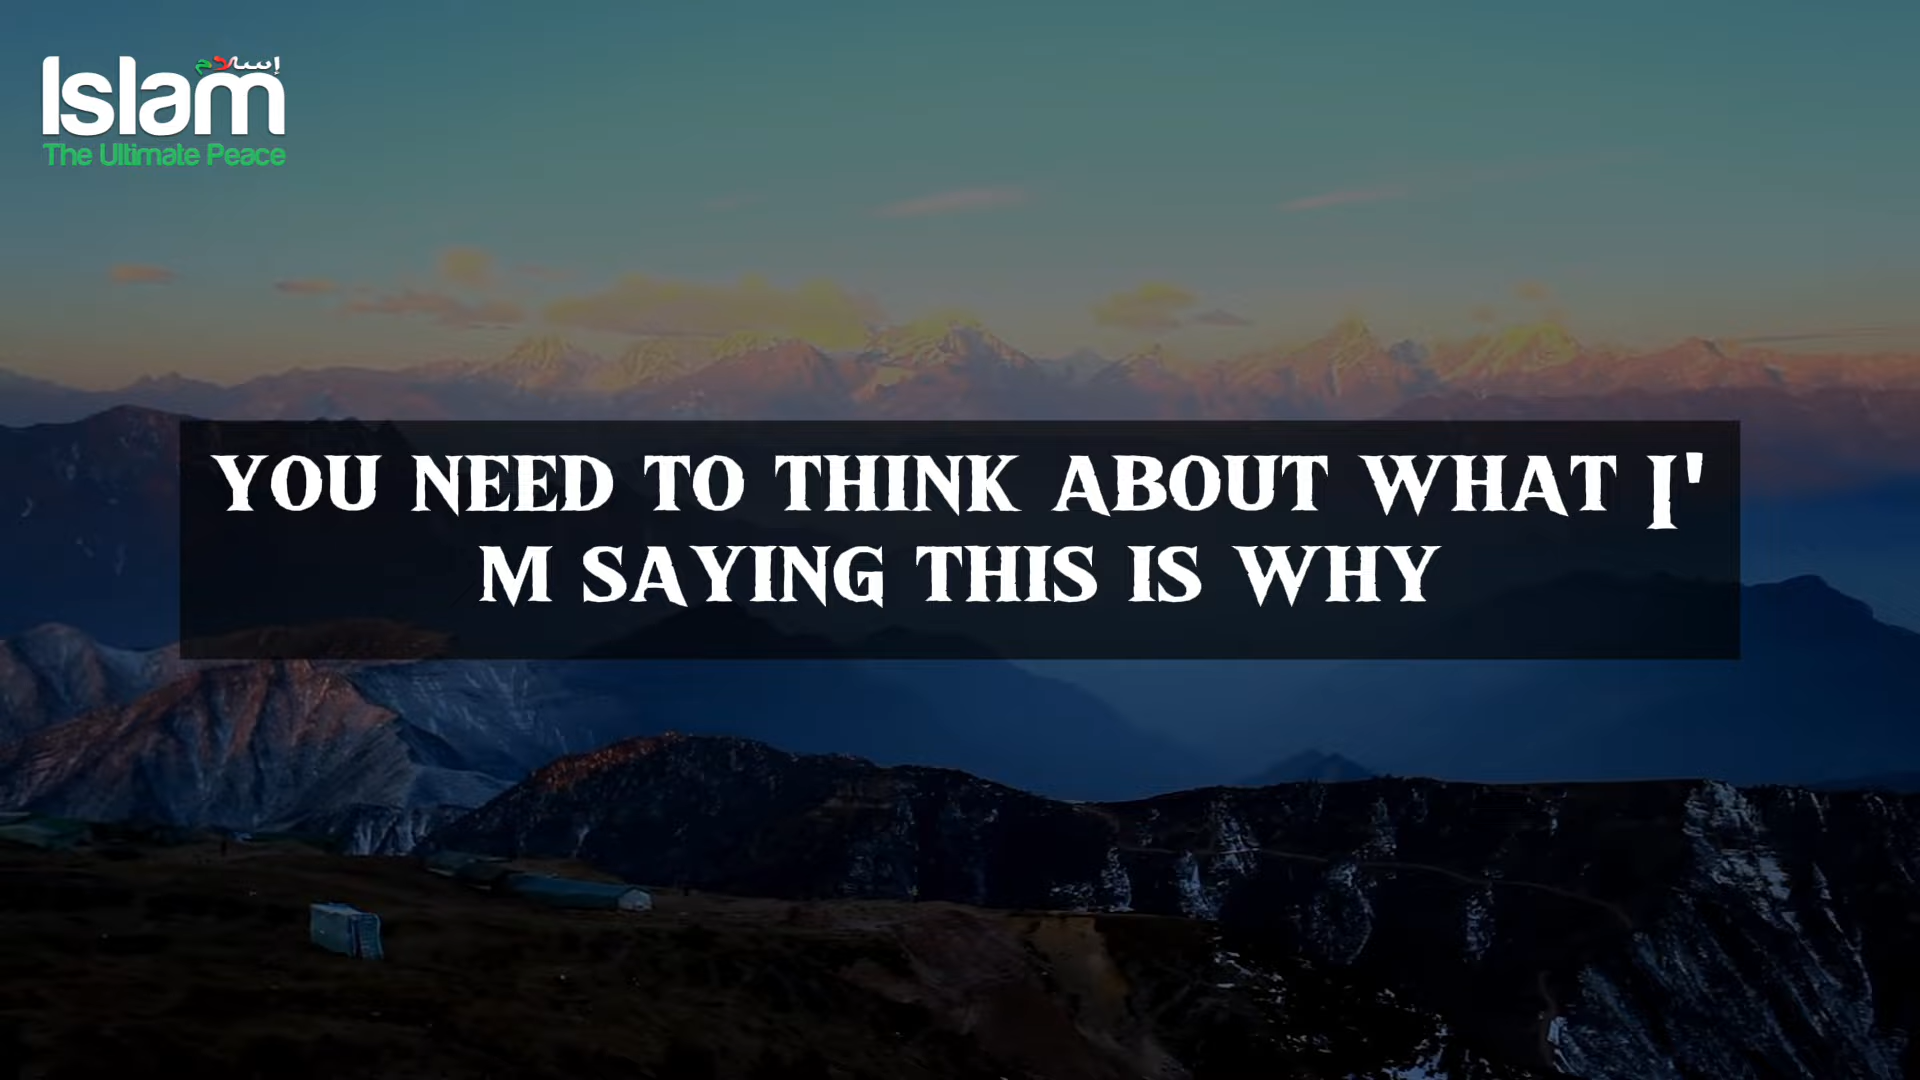 إسلام
Islam
The Ultimate Peace
YOU NEED TO THINK ABOUT WHAT I'
M SAYING THIS IS WHY